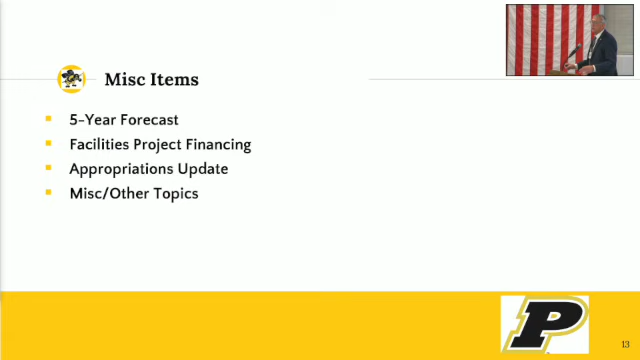 Misc Items
5-Year Forecast
Facilities Project Financing
Appropriations Update
Misc/Other Topics
P
13